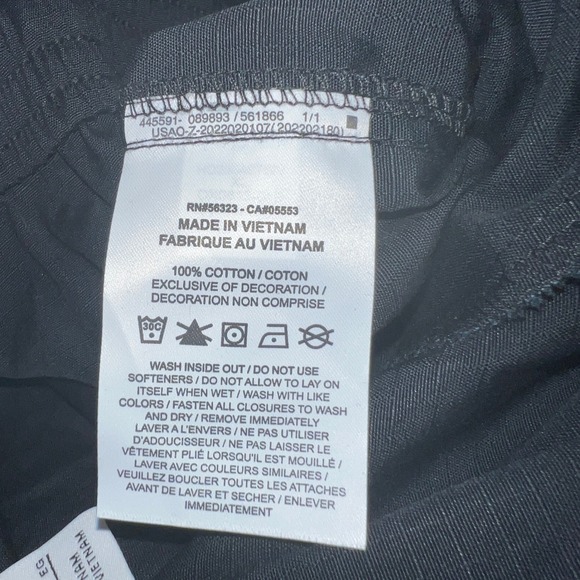 445591- 089893 / 561866 1/1
USAO-Z-2022020107(202202180)
RN#56323 - CA#05553
MADE IN VIETNAM
FABRIQUE AU VIETNAM
100% COTTON / COTON
EXCLUSIVE OF DECORATION /
DECORATION NON COMPRISE
30C
WASH INSIDE OUT / DO NOT USE
SOFTENERS / DO NOT ALLOW TO LAY ON
ITSELF WHEN WET / WASH WITH LIKE
COLORS / FASTEN ALL CLOSURES TO WASH
AND DRY / REMOVE IMMEDIATELY
LAVER A L'ENVERS / NE PAS UTILISER
D'ADOUCISSEUR / NE PAS LAISSER LE
VÊTEMENT PLIÉ LORSQU'IL EST MOUILLÉ /
LAVER AVEC COULEURS SIMILAIRES /
VEUILLEZ BOUCLER TOUTES LES ATTACHES
AVANT DE LAVER ET SECHER / ENLEVER
IMMÉDIATEMENT
VIETNAM
EG